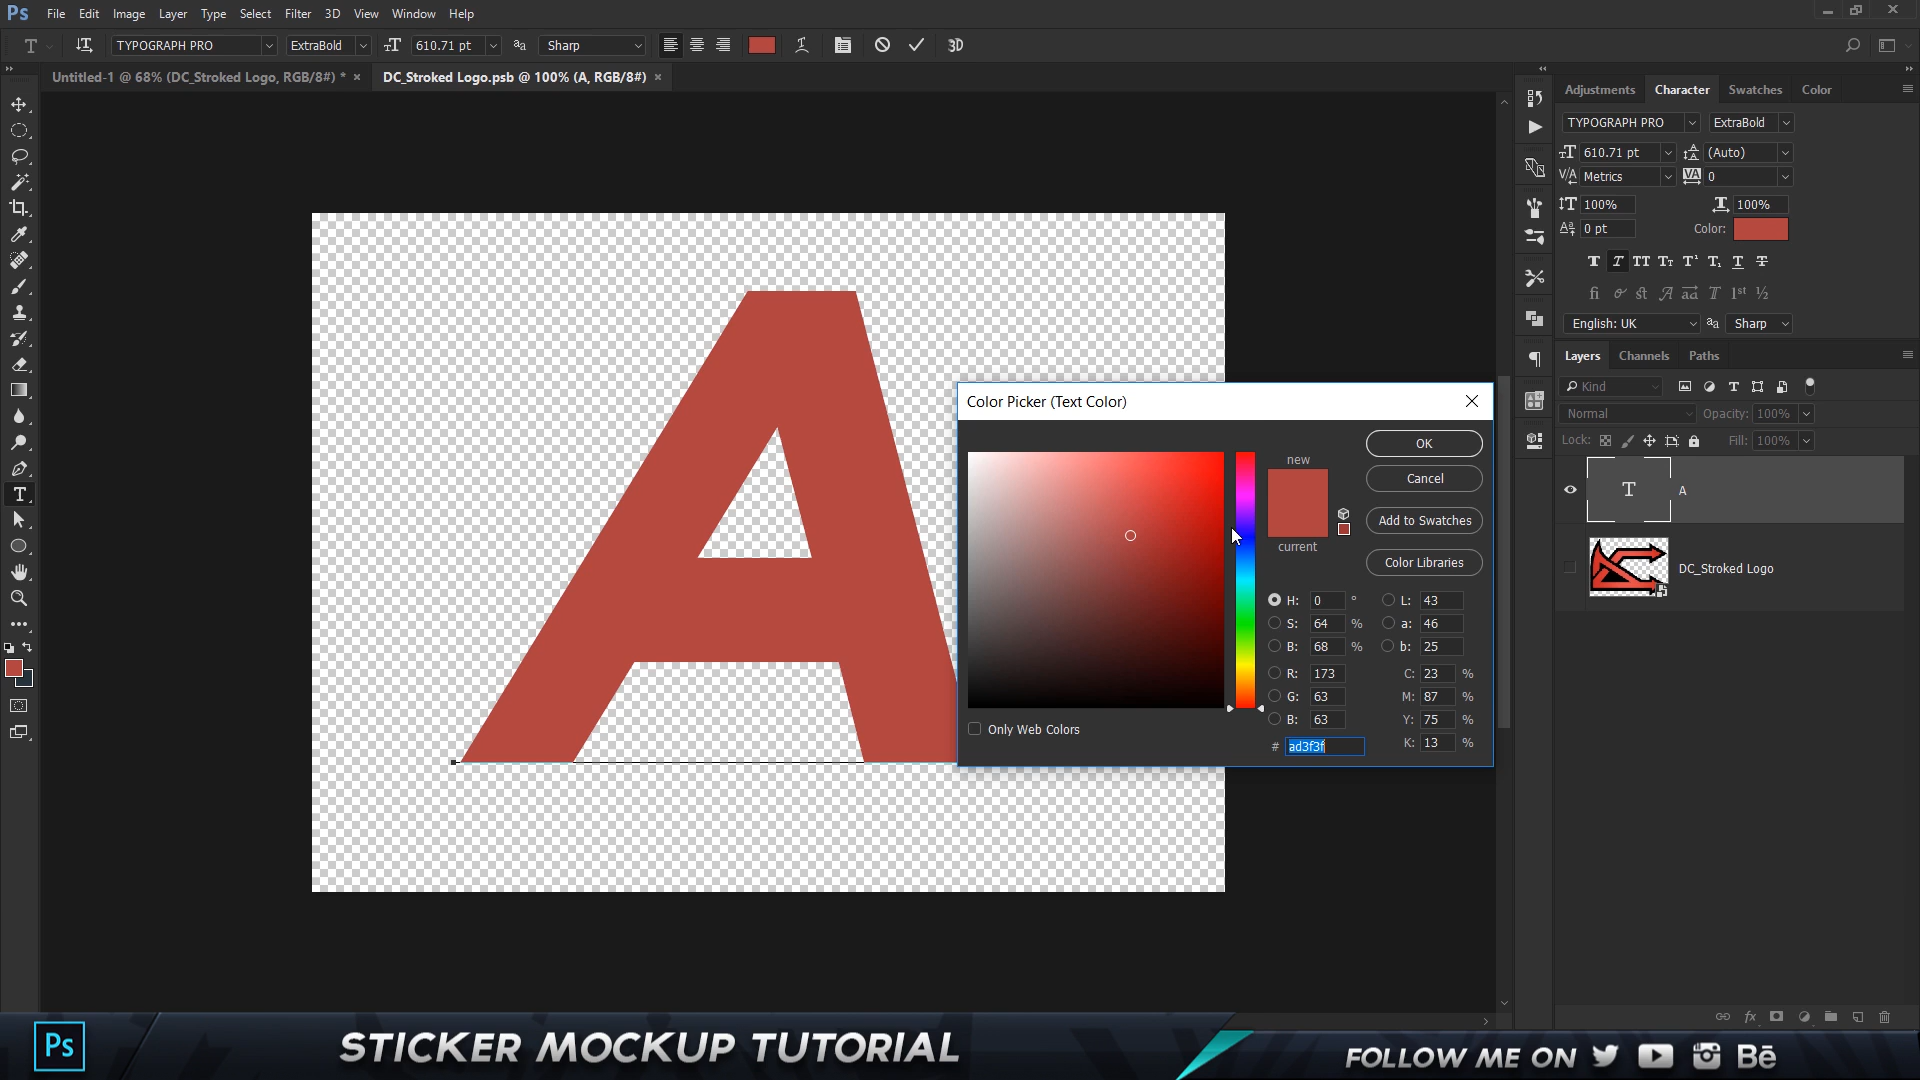 Ps File Edit Image Layer Type Select Filter 3D View Window Help
TYPOGRAPH PRO ExtraBold 610.71 pt Sharp 3D
Untitled-1 @ 68% (DC_Stroked Logo, RGB/8#) * × DC_Stroked Logo.psb @ 100% (A, RGB/8#) ×
Adjustments Character Swatches Color
TYPOGRAPH PRO ExtraBold
610.71 pt (Auto)
Metrics 0
100% 100%
0 pt Color:
English: UK Sharp
Layers Channels Paths
Kind
Normal Opacity: 100%
Lock: Fill: 100%
T A
DC_Stroked Logo
A
Color Picker (Text Color)
new
current
OK
Cancel
Add to Swatches
Color Libraries
H: 0 ° L: 43
S: 64 % a: 46
B: 68 % b: 25
R: 173 C: 23 %
G: 63 M: 87 %
B: 63 Y: 75 %
# ad3f3f K: 13 %
Only Web Colors
Ps STICKER MOCKUP TUTORIAL
FOLLOW ME ON Bē